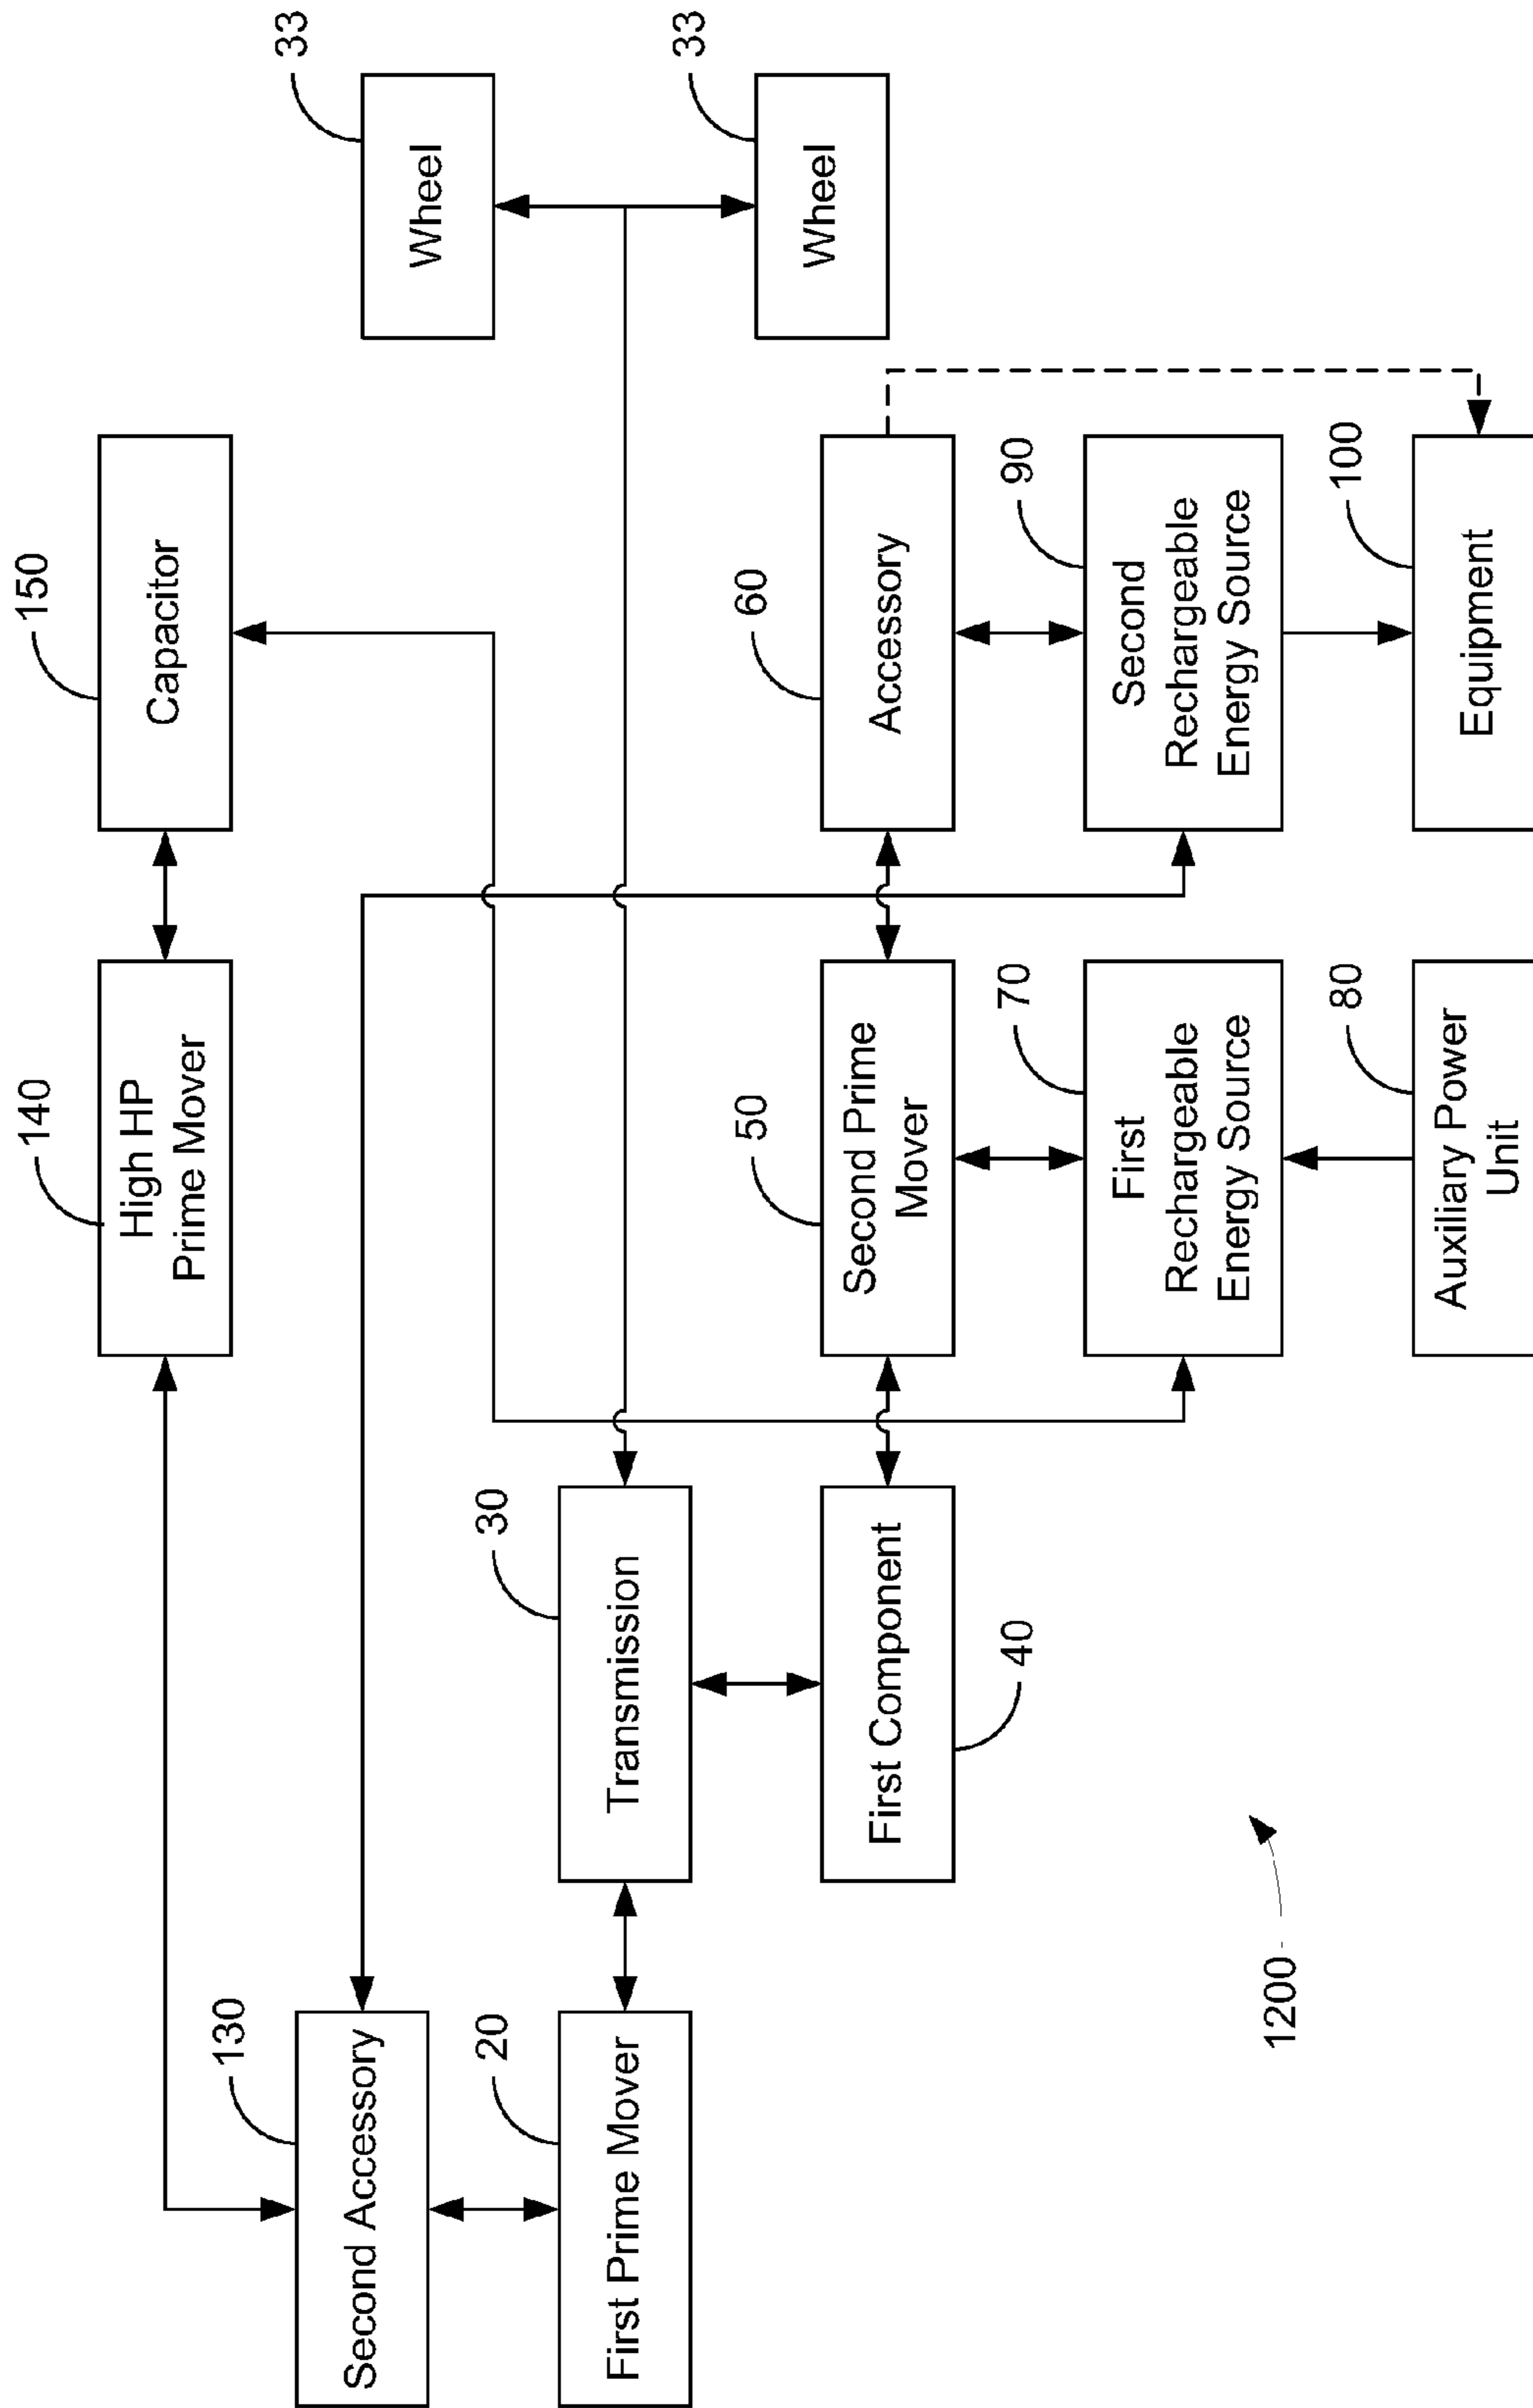 150
140
Capacitor
High HP
Prime Mover
33
Wheel
130
Second Accessory
30
20
Transmission
First Prime Mover
33
Wheel
60
50
Accessory
Second Prime
Mover
First Component
90
70
40
Second
Rechargeable
Energy Source
First
Rechargeable
Energy Source
100
80
Equipment
Auxiliary Power
Unit
1200